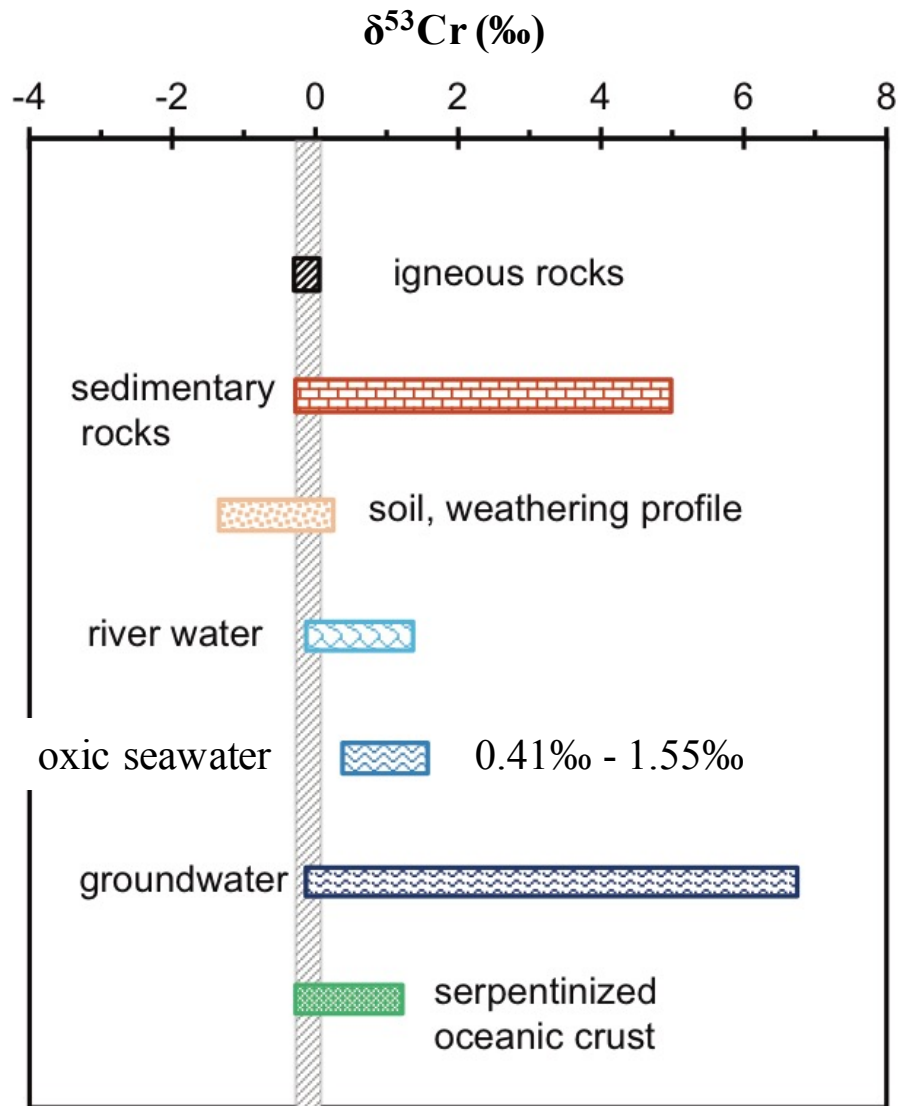 δ⁵³Cr (‰)
-4 -2 0 2 4 6 8
igneous rocks
sedimentary
rocks
soil, weathering profile
river water
oxic seawater 0.41‰ - 1.55‰
groundwater
serpentinized
oceanic crust